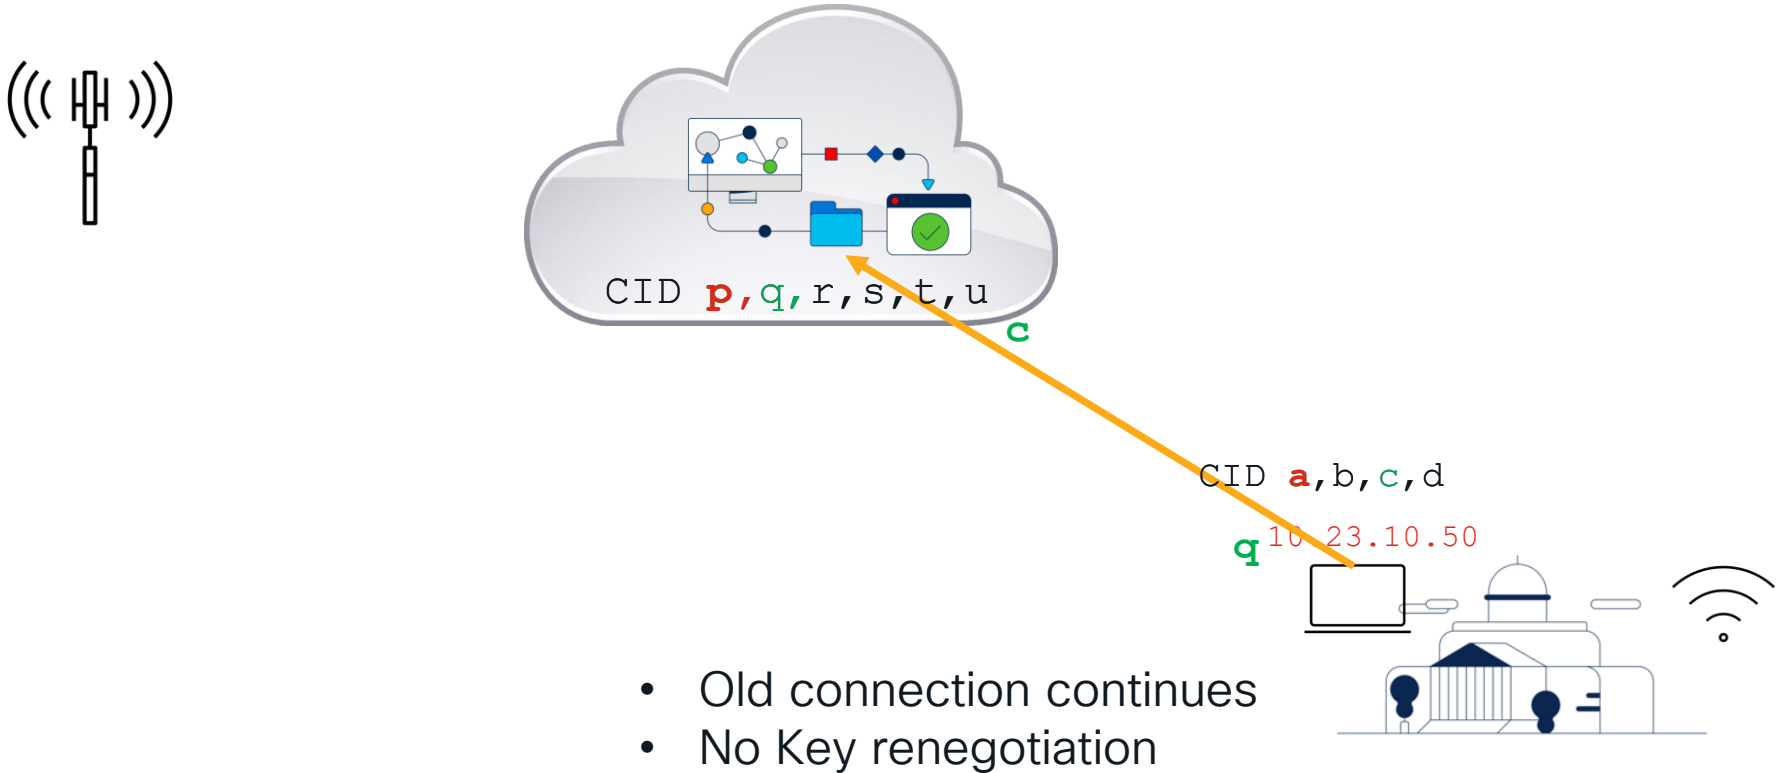 CID p,q,r,s,t,u
c
CID a,b,c,d
q
10.23.10.50
• Old connection continues
• No Key renegotiation